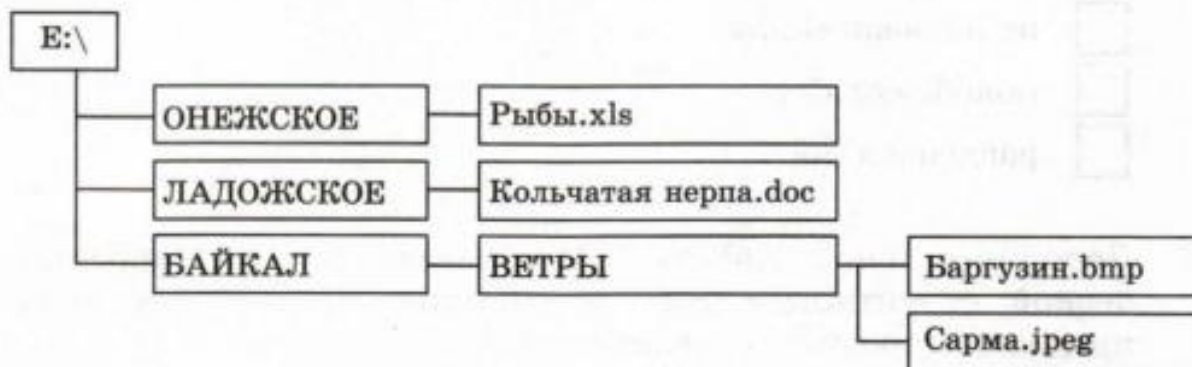 E:\
ОНЕЖСКОЕ Рыбы.xls
ЛАДОЖСКОЕ Кольчатая нерпа.doc
БАЙКАЛ ВЕТРЫ Баргузин.bmp
Сарма.jpeg